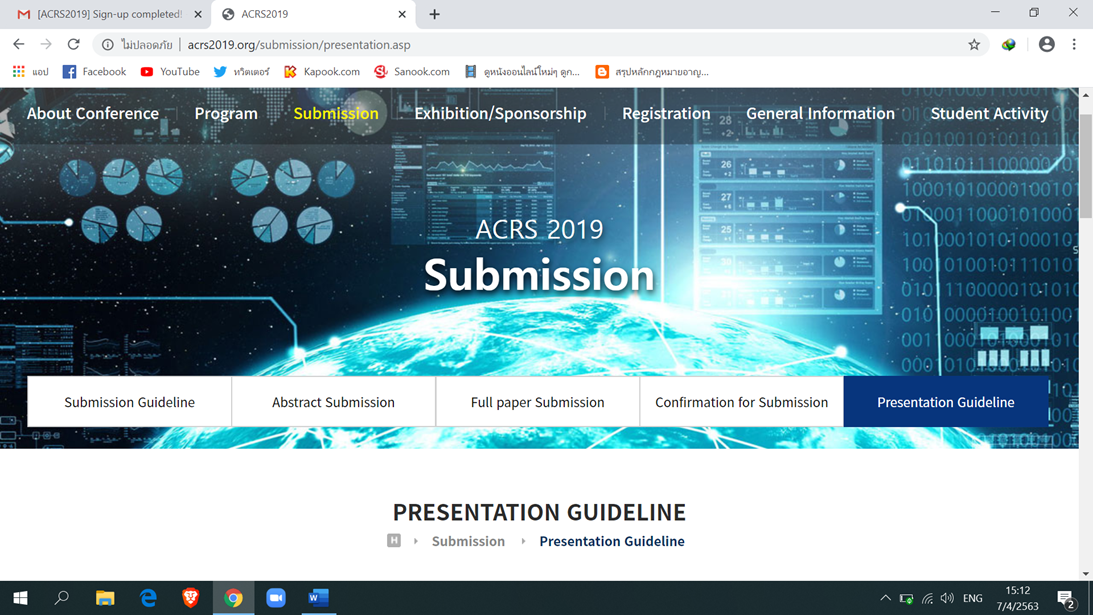 [ACRS2019] Sign-up completed!
ACRS2019
ไม่ปลอดภัย
acrs2019.org/submission/presentation.asp
แอป
Facebook
YouTube
ทวิตเตอร์
Kapook.com
Sanook.com
ดูหนังออนไลน์ใหม่ๆ ดูก...
สรุปหลักกฎหมายอาญ...
About Conference
Program
Submission
Exhibition/Sponsorship
Registration
General Information
Student Activity
ACRS 2019
Submission
Submission Guideline
Abstract Submission
Full paper Submission
Confirmation for Submission
Presentation Guideline
PRESENTATION GUIDELINE
H
Submission
Presentation Guideline
ENG
15:12
7/4/2563
2